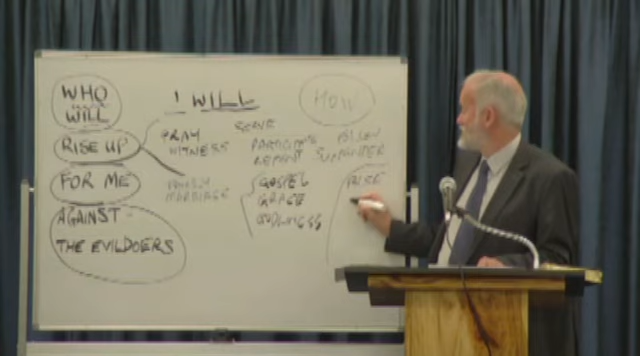 WHO
WILL
RISE UP
FOR ME
AGAINST
THE EVILDOERS
I WILL
PRAY
WITNESS
MARRIAGE
SERVE
PARTICIPATE
REPENT
GOSPEL
GRACE
GODLINESS
HOW
SURRENDER